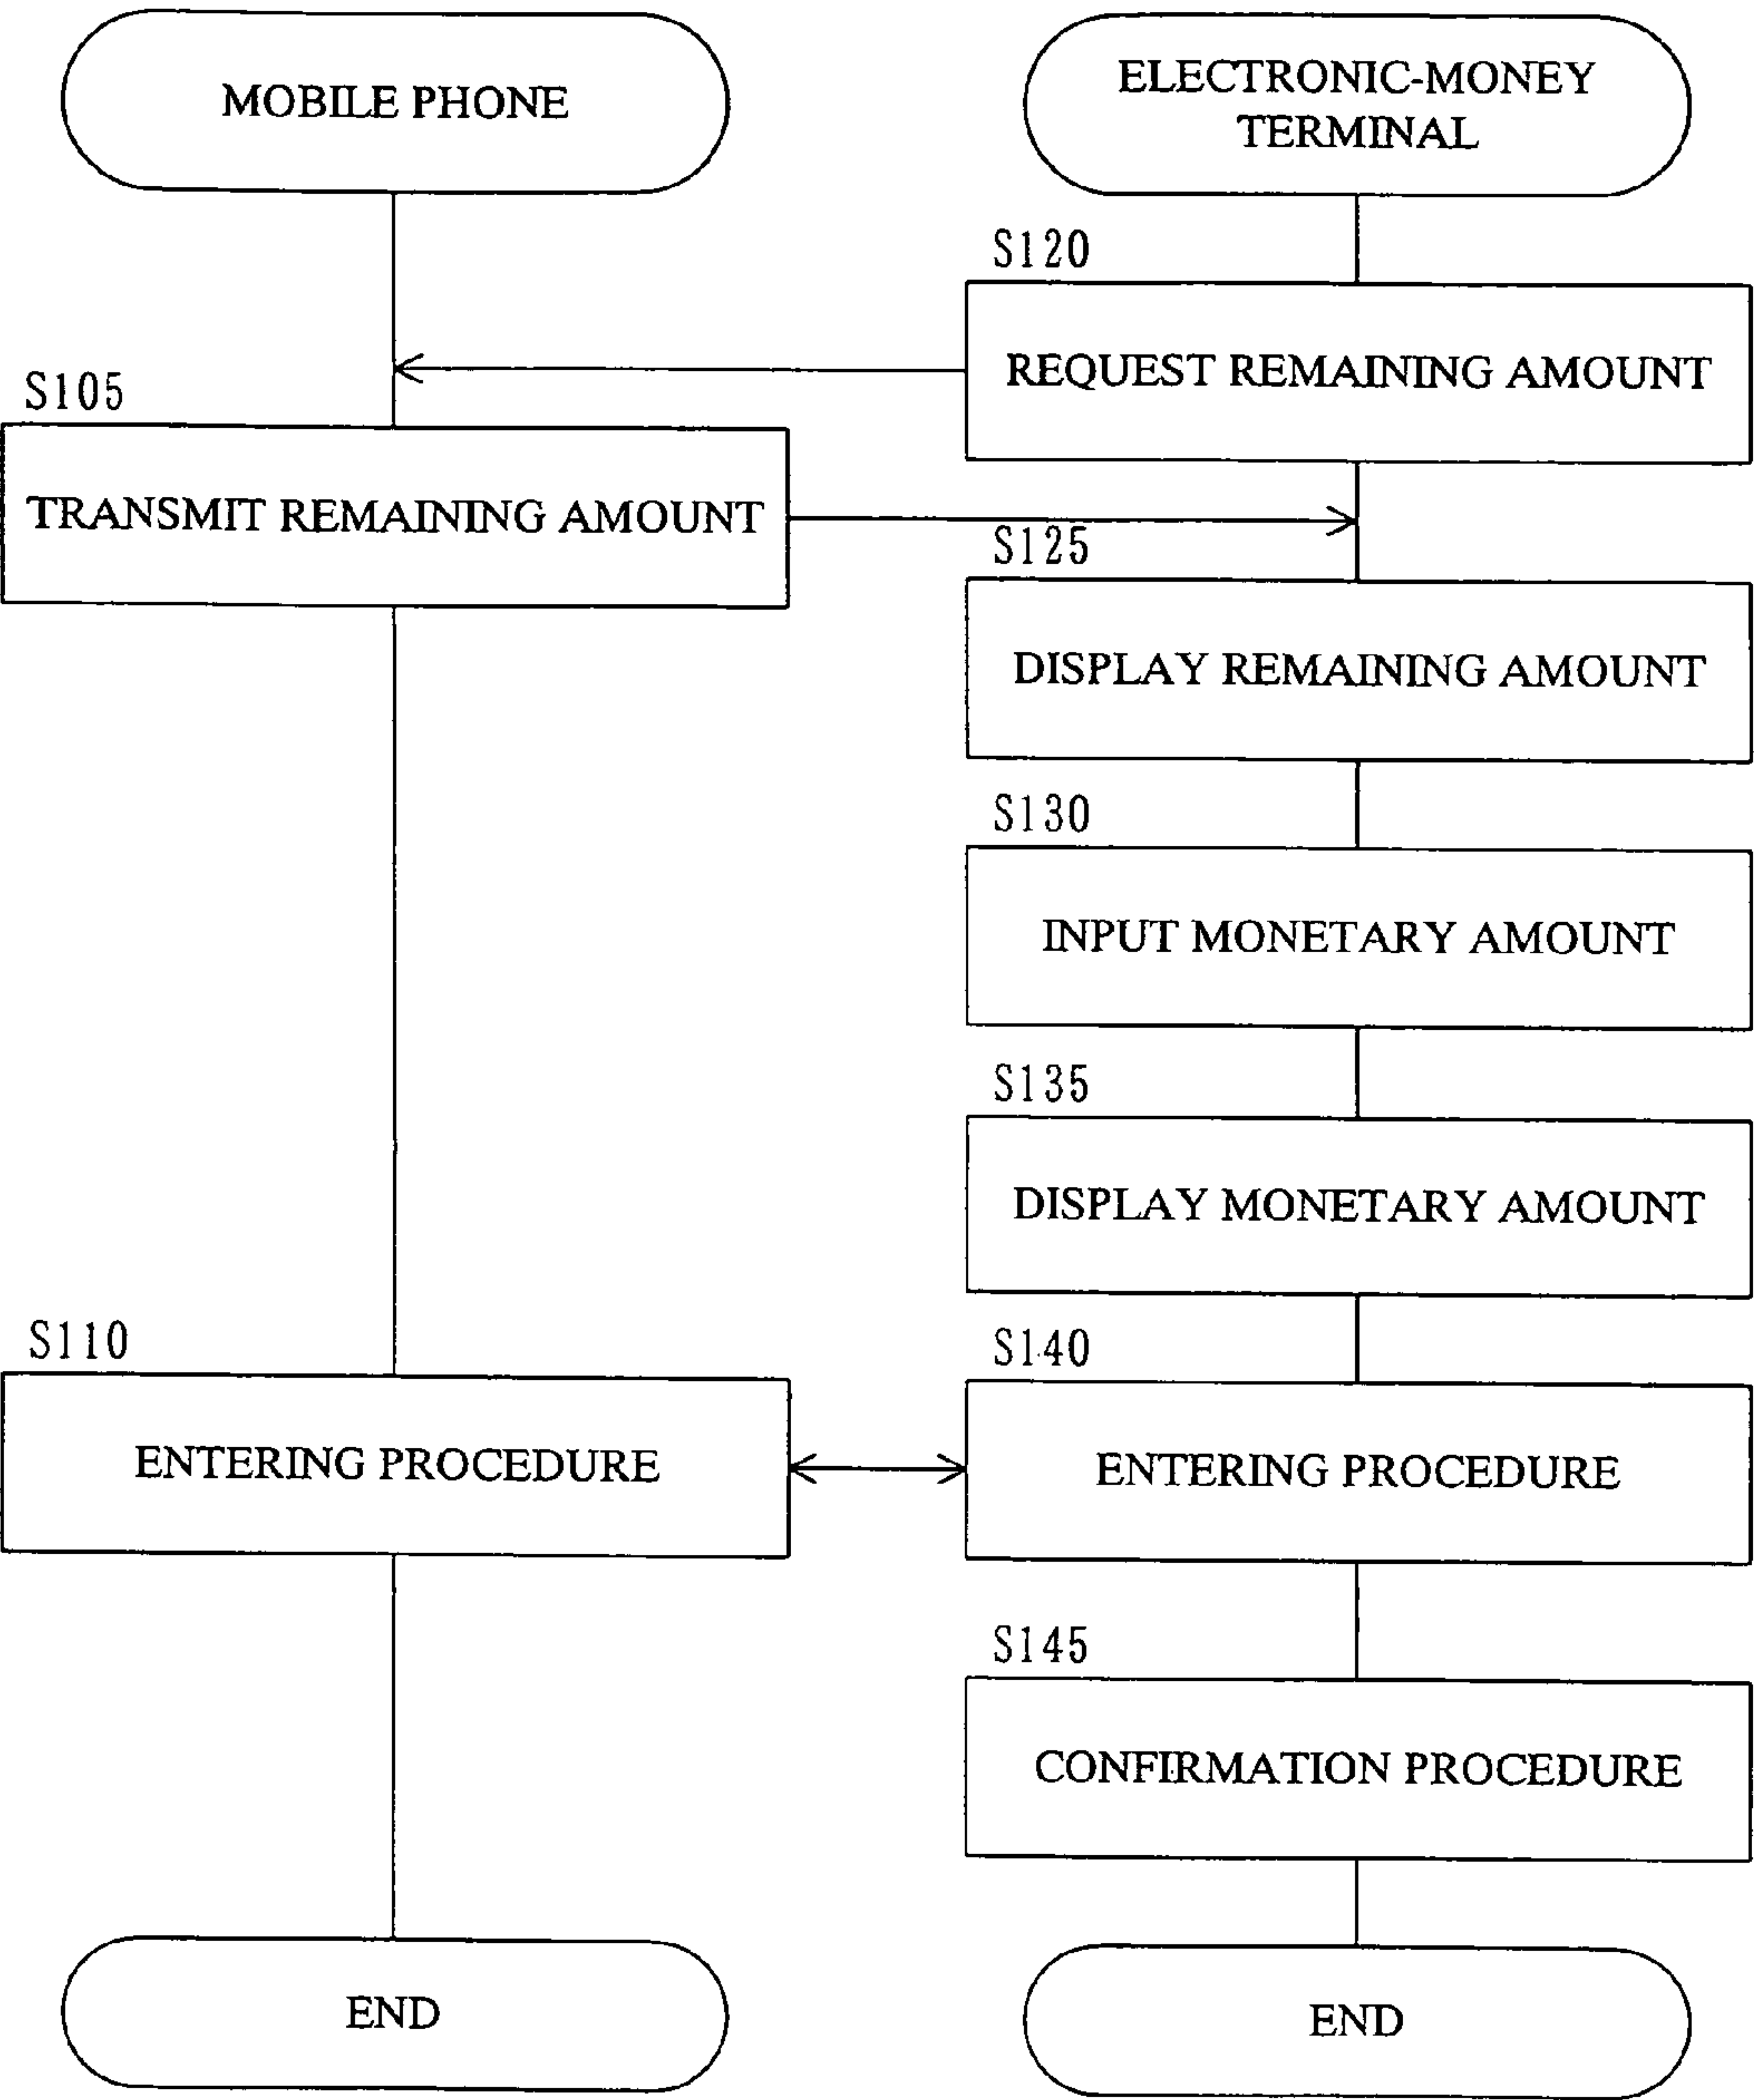 MOBILE PHONE
ELECTRONIC-MONEY
TERMINAL
S120
REQUEST REMAINING AMOUNT
S105
TRANSMIT REMAINING AMOUNT
S125
DISPLAY REMAINING AMOUNT
S130
INPUT MONETARY AMOUNT
S135
DISPLAY MONETARY AMOUNT
S110
ENTERING PROCEDURE
S140
ENTERING PROCEDURE
S145
CONFIRMATION PROCEDURE
END
END